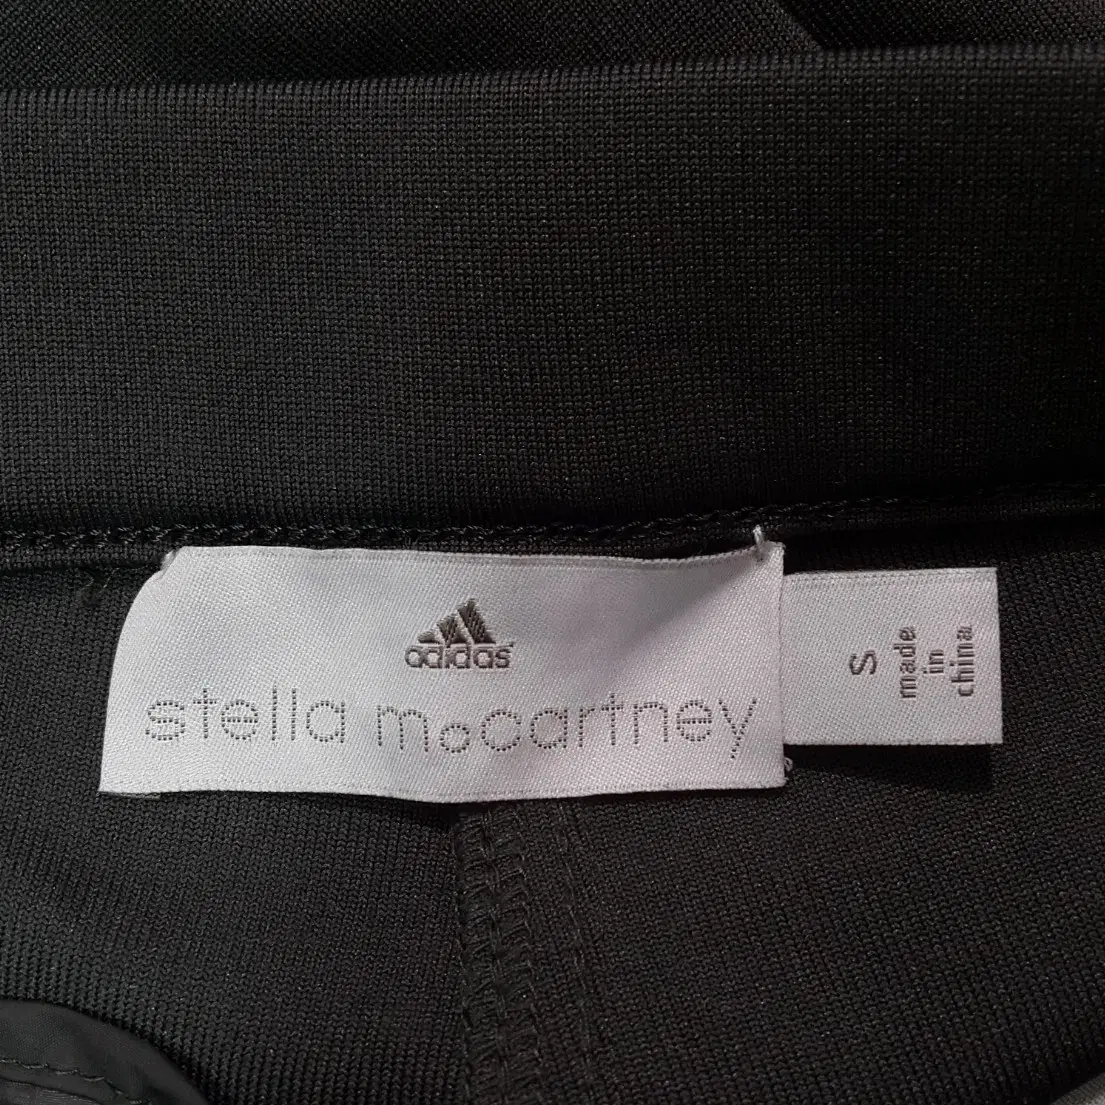 adidas
stella mccartney
S
made
in
china